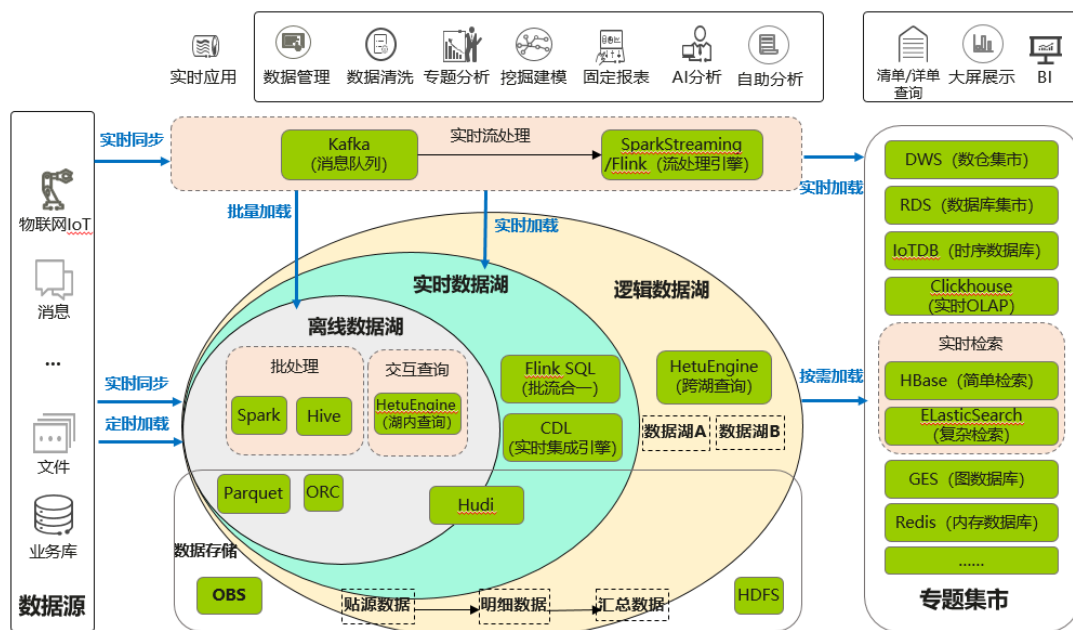 实时应用
数据管理
数据清洗
专题分析
挖掘建模
固定报表
AI分析
自助分析
清单/详单
查询
大屏展示
BI
物联网IoT
消息
...
文件
业务库
数据源
实时同步
实时同步
定时加载
实时流处理
Kafka
(消息队列)
SparkStreaming
/Flink (流处理引擎)
批量加载
实时加载
实时加载
按需加载
逻辑数据湖
实时数据湖
离线数据湖
批处理
Spark
Hive
交互查询
HetuEngine
(湖内查询)
Flink SQL
(批流合一)
CDL
(实时集成引擎)
HetuEngine
(跨湖查询)
数据湖A
数据湖B
Parquet
ORC
Hudi
数据存储
OBS
贴源数据
明细数据
汇总数据
HDFS
DWS (数仓集市)
RDS (数据库集市)
IoTDB (时序数据库)
Clickhouse
(实时OLAP)
实时检索
HBase (简单检索)
ELasticSearch
(复杂检索)
GES (图数据库)
Redis (内存数据库)
......
专题集市